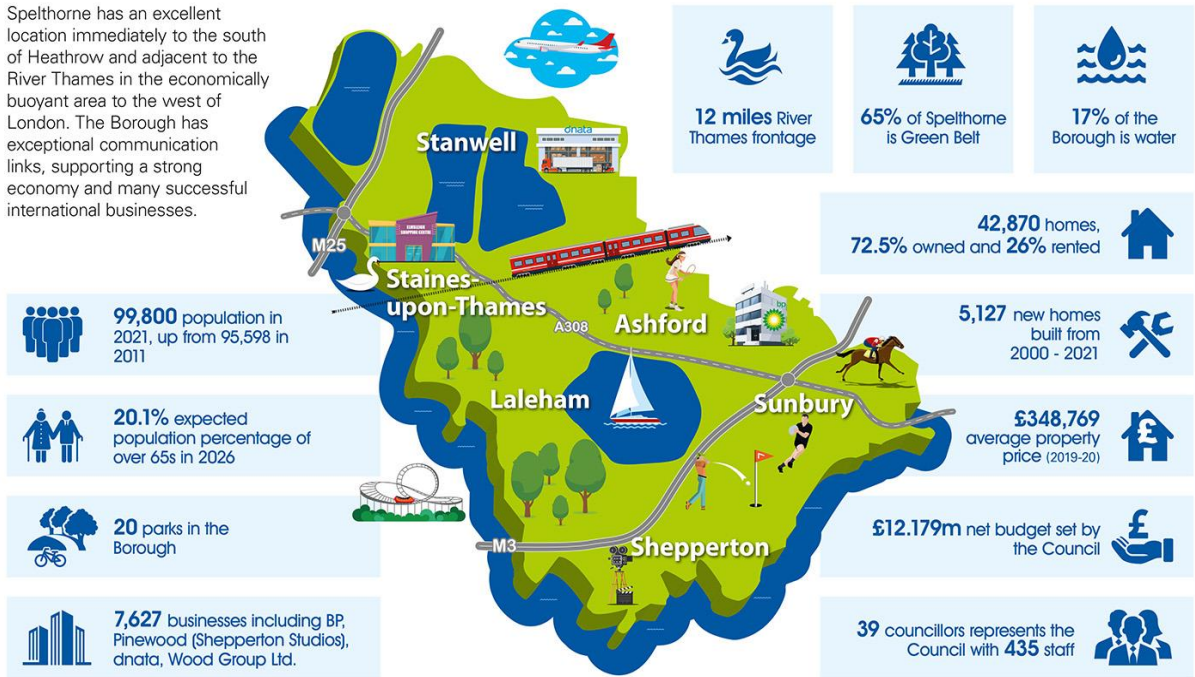 Spelthorne has an excellent
location immediately to the south
of Heathrow and adjacent to the
River Thames in the economically
buoyant area to the west of
London. The Borough has
exceptional communication
links, supporting a strong
economy and many successful
international businesses.
12 miles River
Thames frontage
65% of Spelthorne
is Green Belt
17% of the
Borough is water
42,870 homes,
72.5% owned and 26% rented
5,127 new homes
built from
2000 - 2021
£348,769
average property
price (2019-20)
£12.179m net budget set by
the Council
39 councillors represents the
Council with 435 staff
99,800 population in
2021, up from 95,598 in
2011
20.1% expected
population percentage of
over 65s in 2026
20 parks in the
Borough
7,627 businesses including BP,
Pinewood (Shepperton Studios),
dnata, Wood Group Ltd.
Stanwell
dnata
M25
Staines-
upon-Thames
A308
Ashford
bp
Laleham
Sunbury
M3
Shepperton